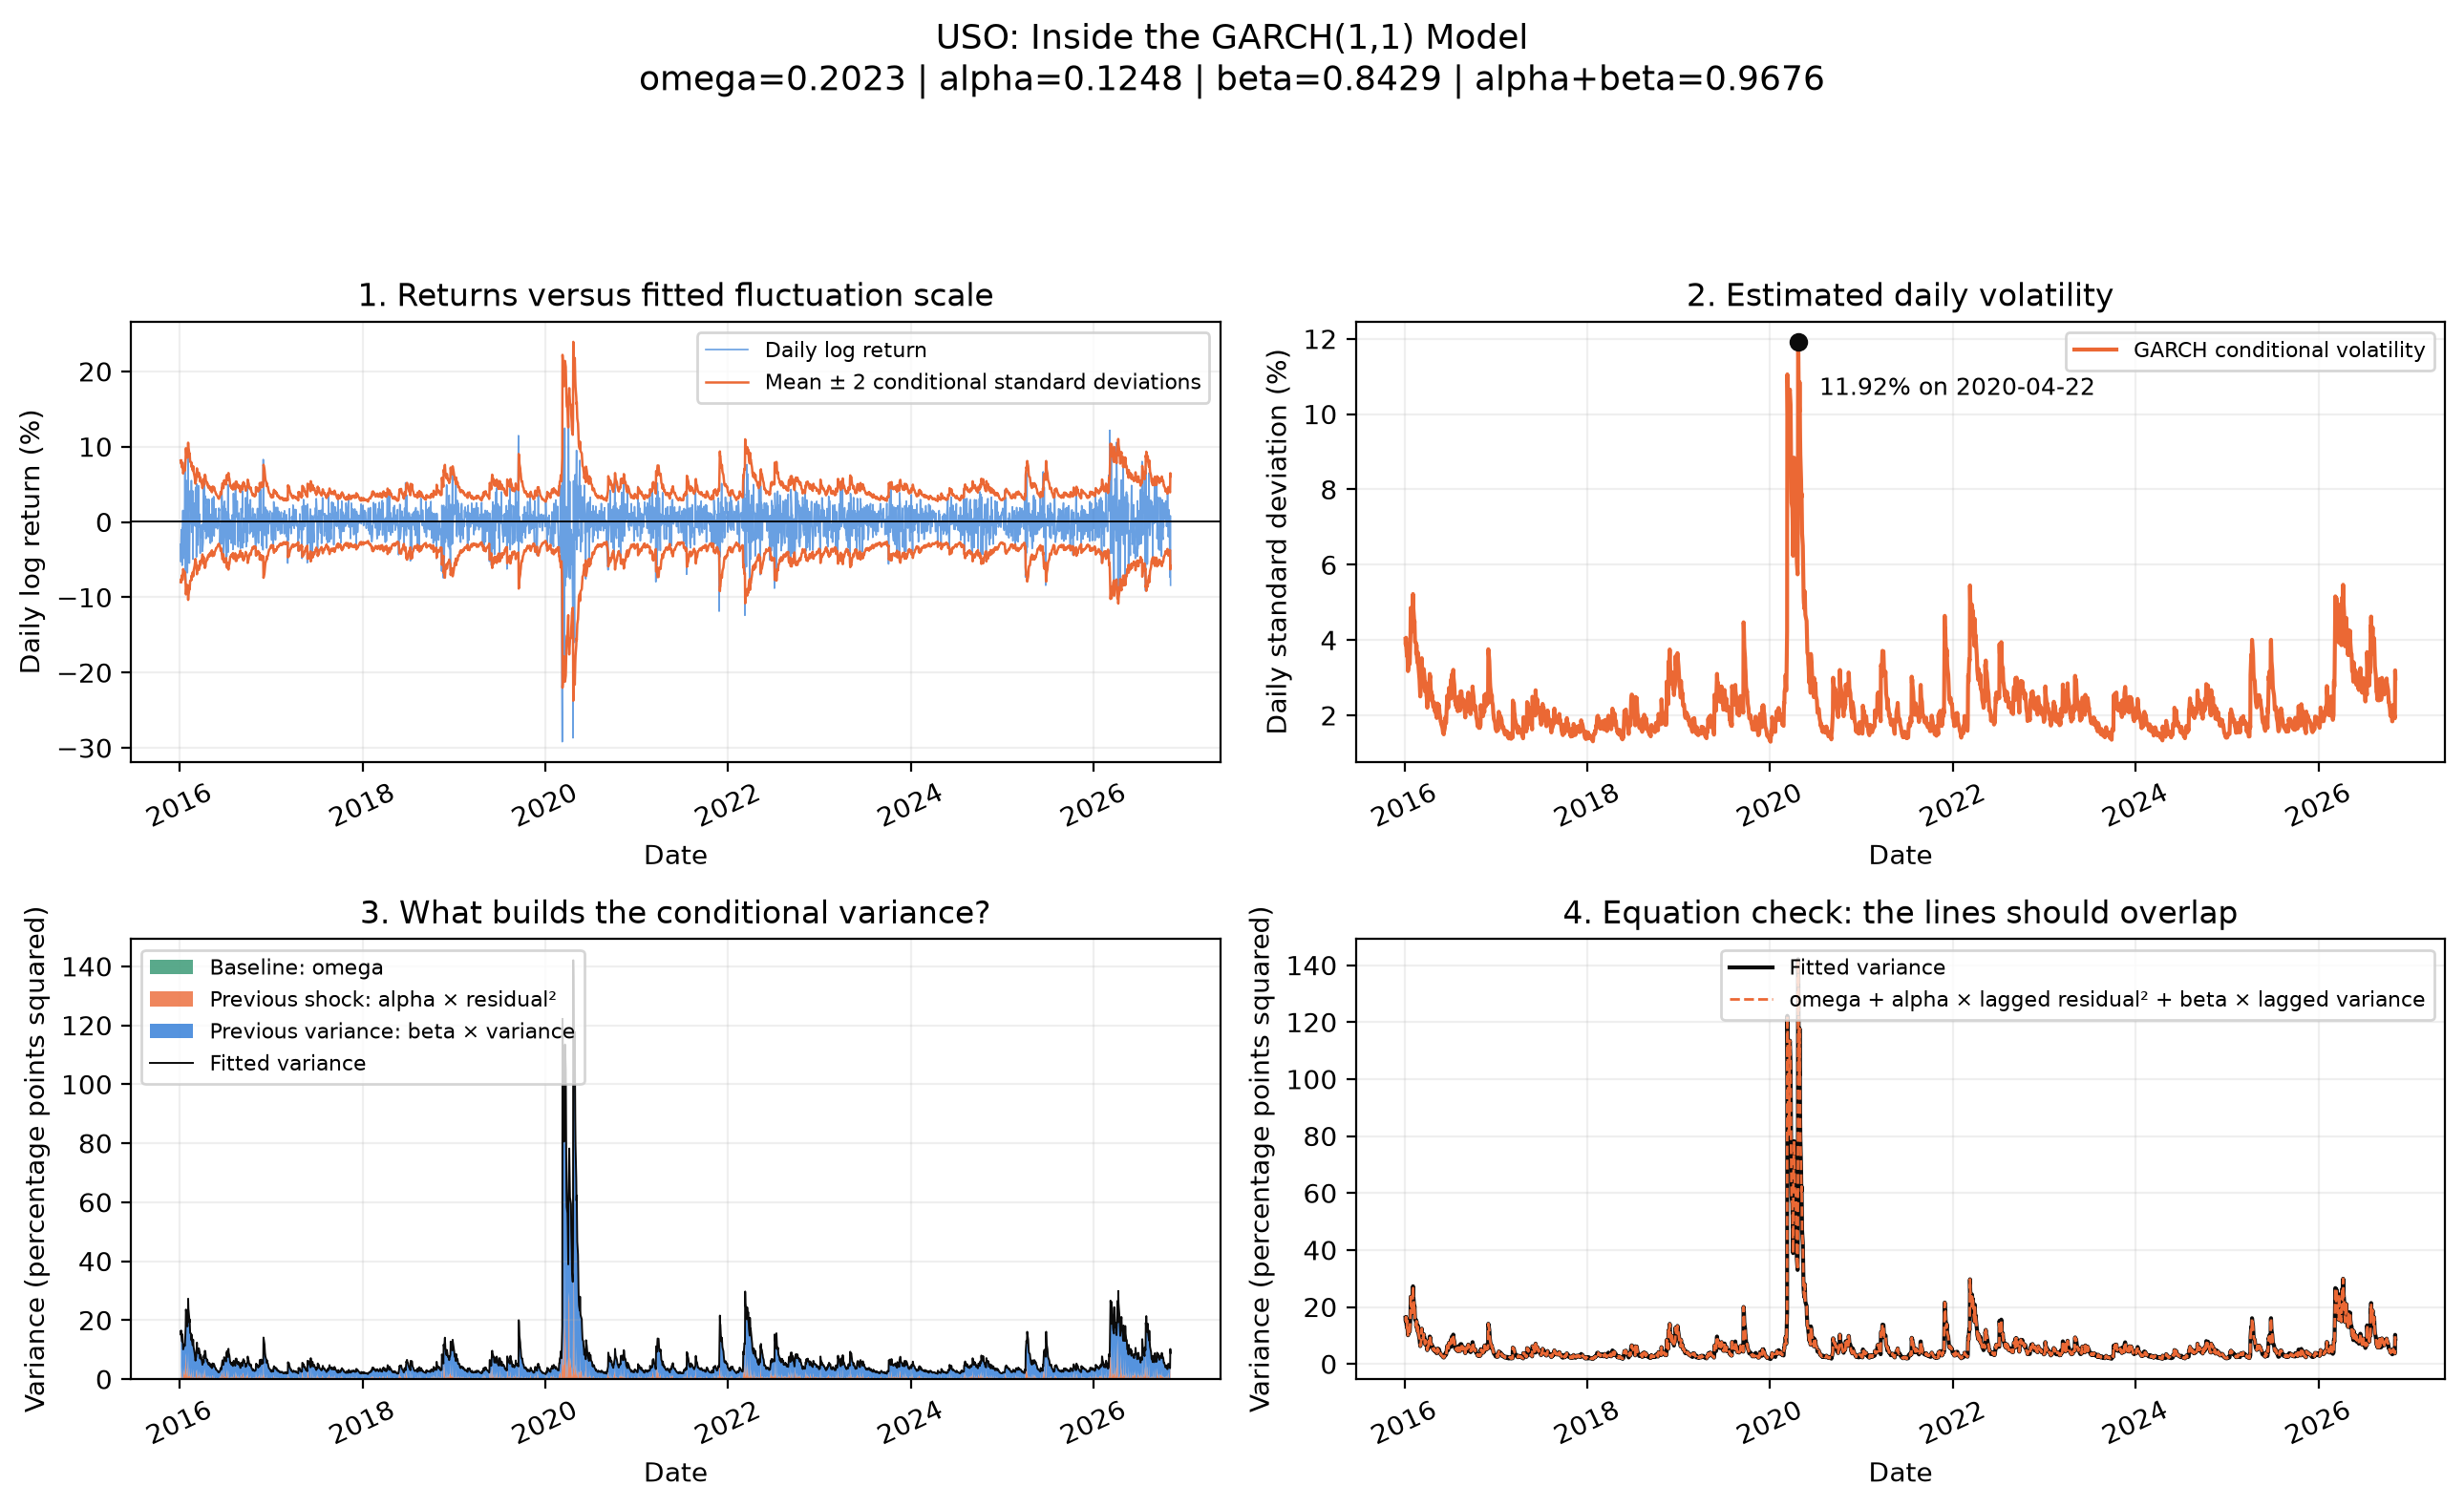 USO: Inside the GARCH(1,1) Model
omega=0.2023 | alpha=0.1248 | beta=0.8429 | alpha+beta=0.9676
1. Returns versus fitted fluctuation scale
Daily log return (%)
20
10
0
−10
−20
−30
Daily log return
Mean ± 2 conditional standard deviations
2016
2018
2020
2022
2024
2026
Date
2. Estimated daily volatility
Daily standard deviation (%)
12
10
8
6
4
2
GARCH conditional volatility
11.92% on 2020-04-22
2016
2018
2020
2022
2024
2026
Date
3. What builds the conditional variance?
Variance (percentage points squared)
140
120
100
80
60
40
20
0
Baseline: omega
Previous shock: alpha × residual²
Previous variance: beta × variance
Fitted variance
2016
2018
2020
2022
2024
2026
Date
4. Equation check: the lines should overlap
Variance (percentage points squared)
140
120
100
80
60
40
20
0
Fitted variance
omega + alpha × lagged residual² + beta × lagged variance
2016
2018
2020
2022
2024
2026
Date